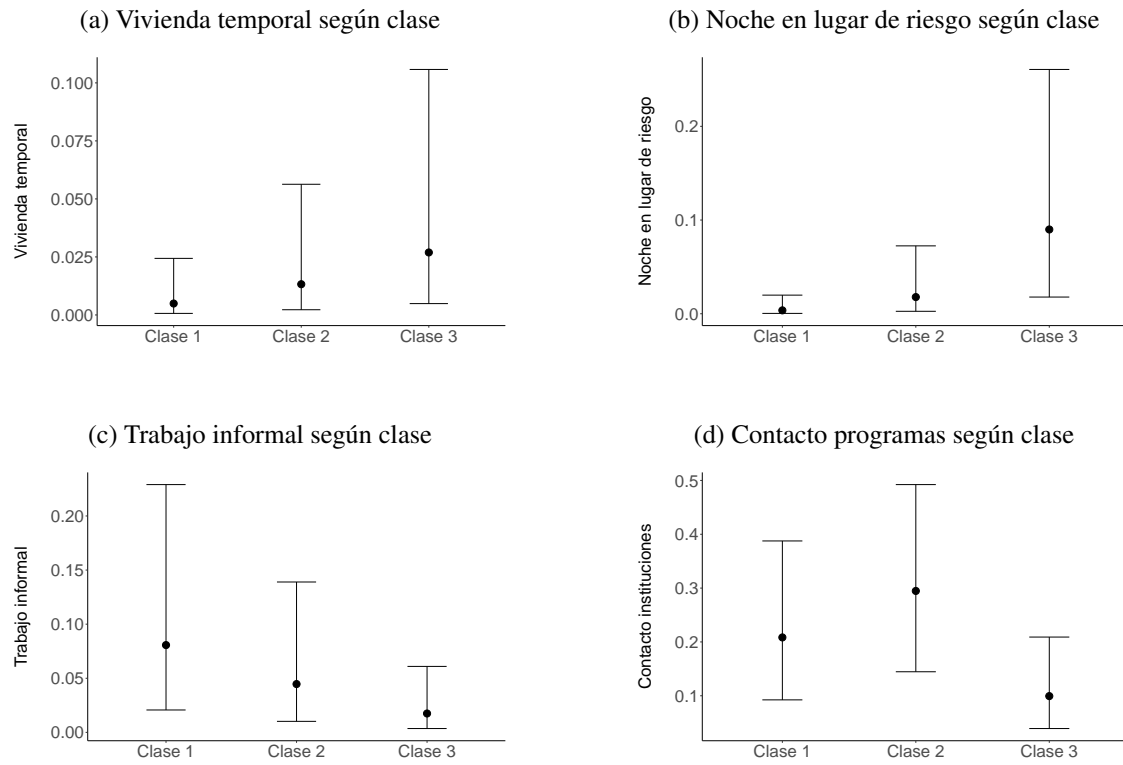 (a) Vivienda temporal según clase
Vivienda temporal
0.100
0.075
0.050
0.025
0.000
Clase 1 Clase 2 Clase 3
(b) Noche en lugar de riesgo según clase
Noche en lugar de riesgo
0.2
0.1
0.0
Clase 1 Clase 2 Clase 3
(c) Trabajo informal según clase
Trabajo informal
0.20
0.15
0.10
0.05
0.00
Clase 1 Clase 2 Clase 3
(d) Contacto programas según clase
Contacto instituciones
0.5
0.4
0.3
0.2
0.1
Clase 1 Clase 2 Clase 3